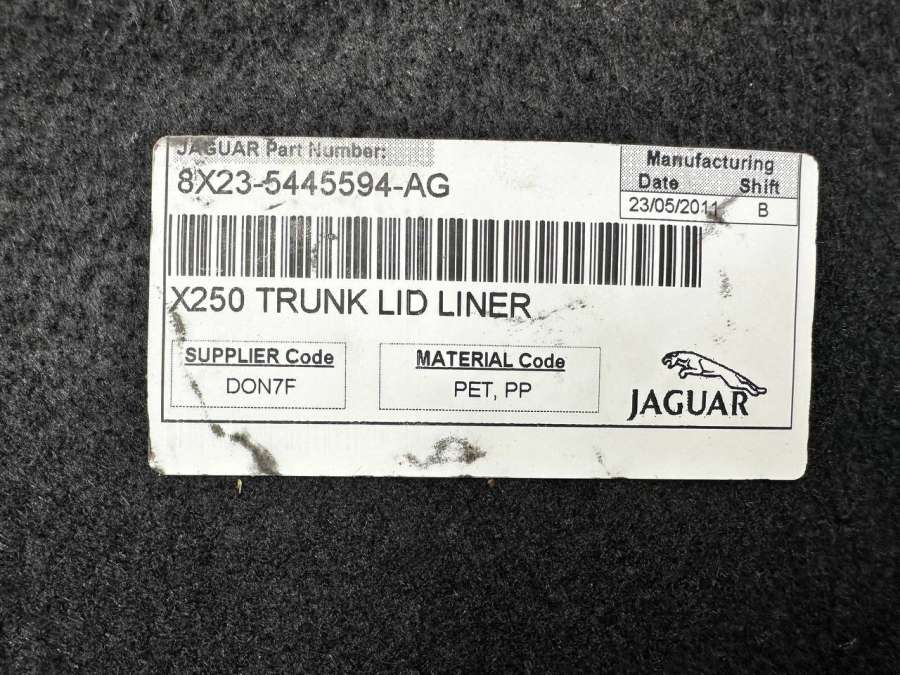 JAGUAR Part Number:
8X23-5445594-AG
Manufacturing
Date Shift
23/05/2011 B
X250 TRUNK LID LINER
SUPPLIER Code
DON7F
MATERIAL Code
PET, PP
JAGUAR